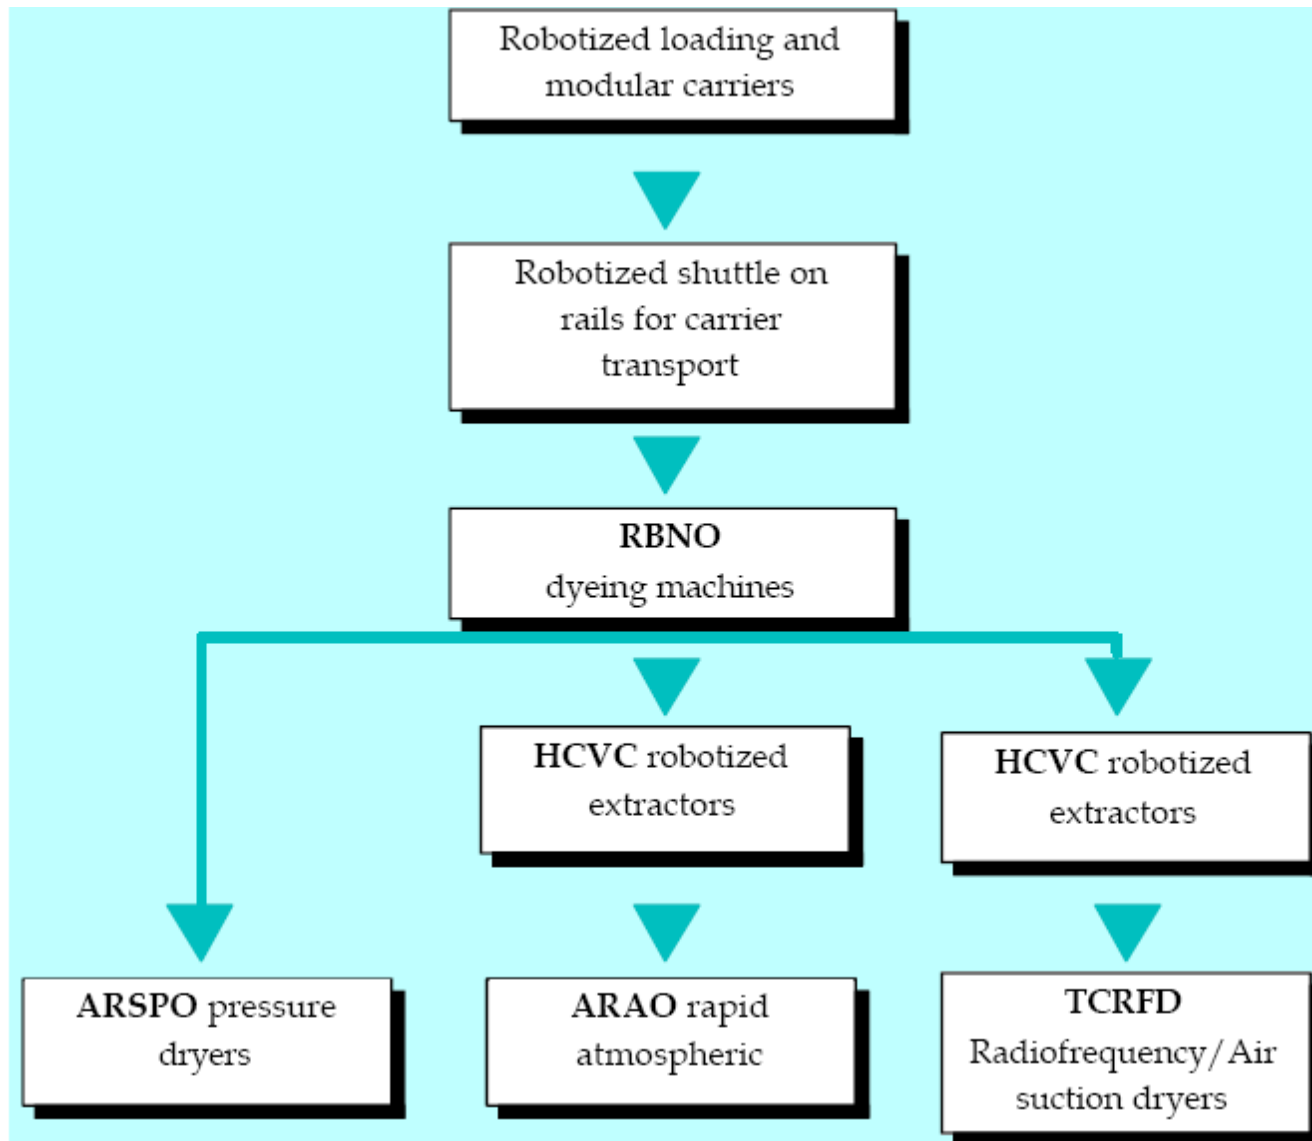 Robotized loading and
modular carriers
Robotized shuttle on
rails for carrier
transport
RBNO
dyeing machines
HCVC robotized
extractors
HCVC robotized
extractors
ARSPO pressure
dryers
ARAO rapid
atmospheric
TCRFD
Radiofrequency/Air
suction dryers